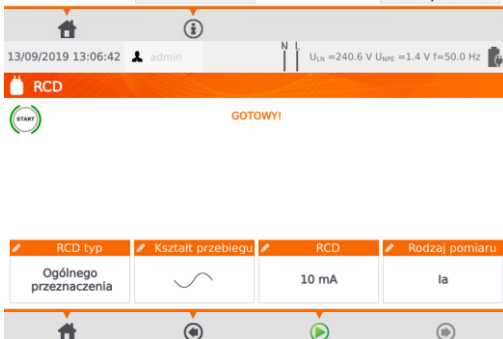 13/09/2019 13:06:42 admin N L ULN =240.6 V UNPE =1.4 V f=50.0 Hz
RCD
START GOTOWY!
RCD typ Kształt przebiegu RCD Rodzaj pomiaru
Ogólnego
przeznaczenia 10 mA Ia